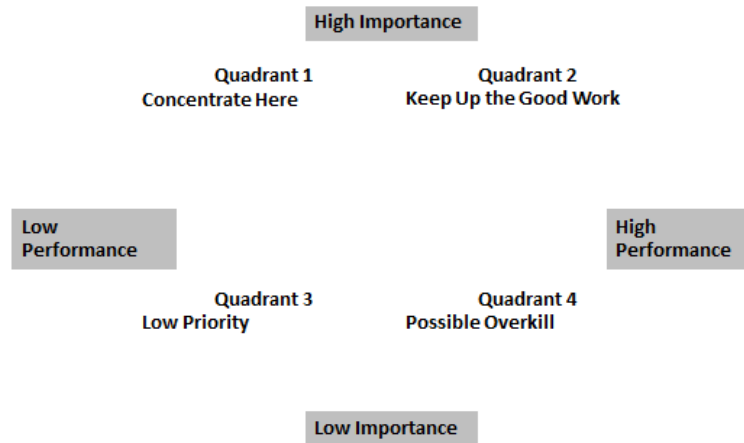 High Importance
Quadrant 1
Concentrate Here
Quadrant 2
Keep Up the Good Work
Low
Performance
High
Performance
Quadrant 3
Low Priority
Quadrant 4
Possible Overkill
Low Importance